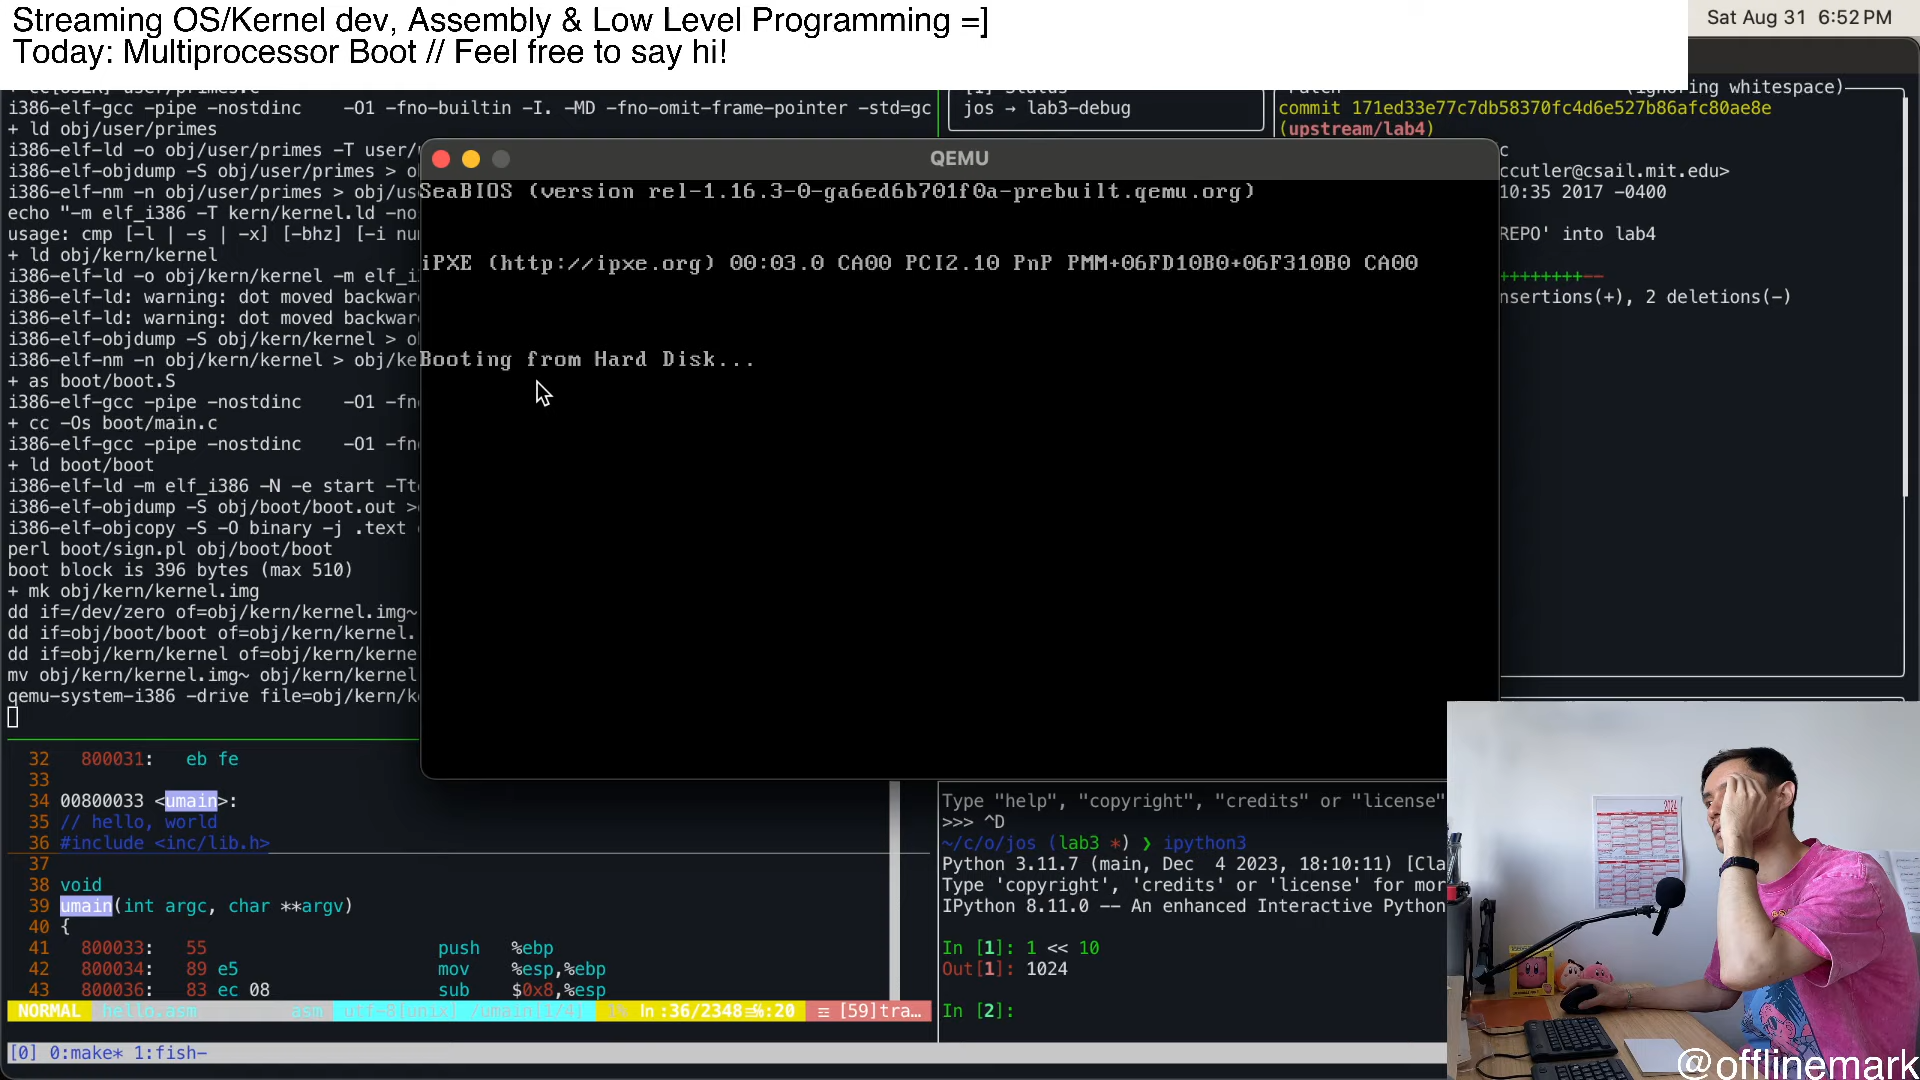 Streaming OS/Kernel dev, Assembly & Low Level Programming =]
Today: Multiprocessor Boot // Feel free to say hi!
Sat Aug 31 6:52 PM
i386-elf-gcc -pipe -nostdinc    -O1 -fno-builtin -I. -MD -fno-omit-frame-pointer -std=gc
+ ld obj/user/primes
i386-elf-ld -o obj/user/primes -T user/
i386-elf-objdump -S obj/user/primes > o
i386-elf-nm -n obj/user/primes > obj/us
echo "-m elf_i386 -T kern/kernel.ld -no
usage: cmp [-l | -s | -x] [-bhz] [-i nu
+ ld obj/kern/kernel
i386-elf-ld -o obj/kern/kernel -m elf_i
i386-elf-ld: warning: dot moved backwar
i386-elf-ld: warning: dot moved backwar
i386-elf-objdump -S obj/kern/kernel > o
i386-elf-nm -n obj/kern/kernel > obj/ke
+ as boot/boot.S
i386-elf-gcc -pipe -nostdinc    -O1 -fn
+ cc -Os boot/main.c
i386-elf-gcc -pipe -nostdinc    -O1 -fn
+ ld boot/boot
i386-elf-ld -m elf_i386 -N -e start -Tt
i386-elf-objdump -S obj/boot/boot.out >
i386-elf-objcopy -S -O binary -j .text
perl boot/sign.pl obj/boot/boot
boot block is 396 bytes (max 510)
+ mk obj/kern/kernel.img
dd if=/dev/zero of=obj/kern/kernel.img~
dd if=obj/boot/boot of=obj/kern/kernel.
dd if=obj/kern/kernel of=obj/kern/kerne
mv obj/kern/kernel.img~ obj/kern/kernel
qemu-system-i386 -drive file=obj/kern/k
jos → lab3-debug
(ignoring whitespace)
commit 171ed33e77c7db58370fc4d6e527b86afc80ae8e
(upstream/lab4)
c
ccutler@csail.mit.edu>
10:35 2017 -0400
REPO' into lab4
++++++++--
nsertions(+), 2 deletions(-)
QEMU
SeaBIOS (version rel-1.16.3-0-ga6ed6b701f0a-prebuilt.qemu.org)
iPXE (http://ipxe.org) 00:03.0 CA00 PCI2.10 PnP PMM+06FD10B0+06F310B0 CA00
Booting from Hard Disk...
32   800031:   eb fe
33
34 00800033 <umain>:
35 // hello, world
36 #include <inc/lib.h>
37
38 void
39 umain(int argc, char **argv)
40 {
41   800033:   55                      push   %ebp
42   800034:   89 e5                   mov    %esp,%ebp
43   800036:   83 ec 08                sub    $0x8,%esp
NORMAL hello.asm asm utf-8[unix] /umain[1/4] 1% ln :36/2348≡%:20 ☰ [59]tra…
[0] 0:make* 1:fish-
Type "help", "copyright", "credits" or "license"
>>> ^D
~/c/o/jos (lab3 *) ❯ ipython3
Python 3.11.7 (main, Dec  4 2023, 18:10:11) [Cla
Type 'copyright', 'credits' or 'license' for mor
IPython 8.11.0 -- An enhanced Interactive Python
In [1]: 1 << 10
Out[1]: 1024
In [2]:
2024
@offlinemark